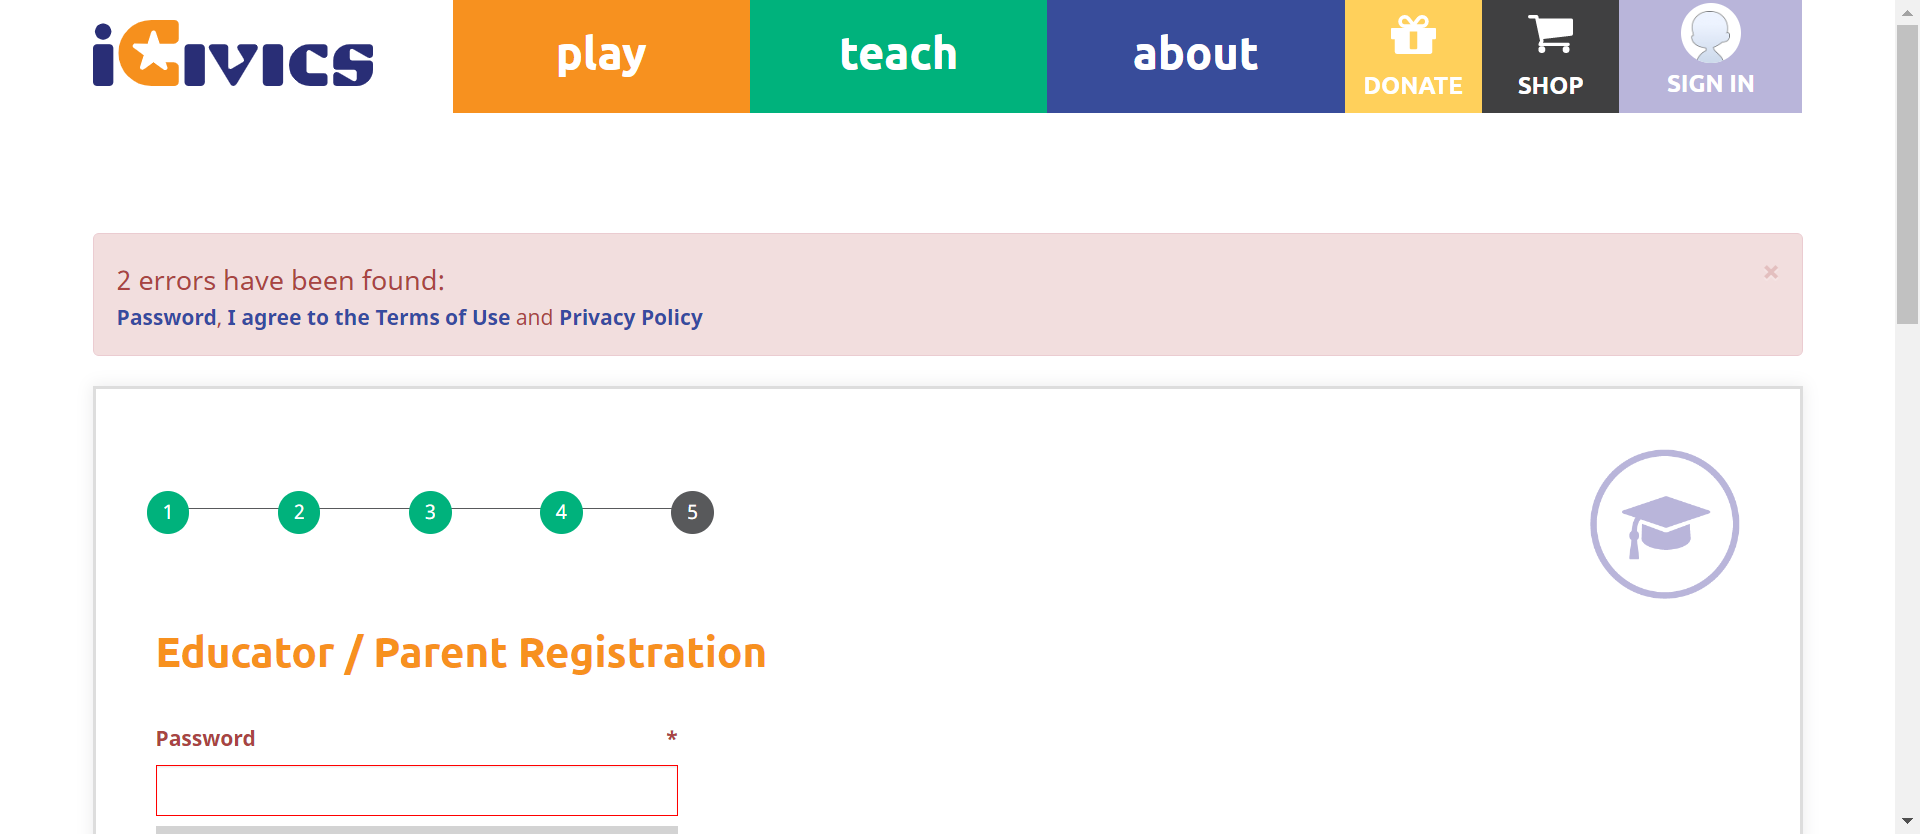 iCivics
play
teach
about
DONATE
SHOP
SIGN IN
2 errors have been found:
×
Password, I agree to the Terms of Use and Privacy Policy
1 2 3 4 5
Educator / Parent Registration
Password *